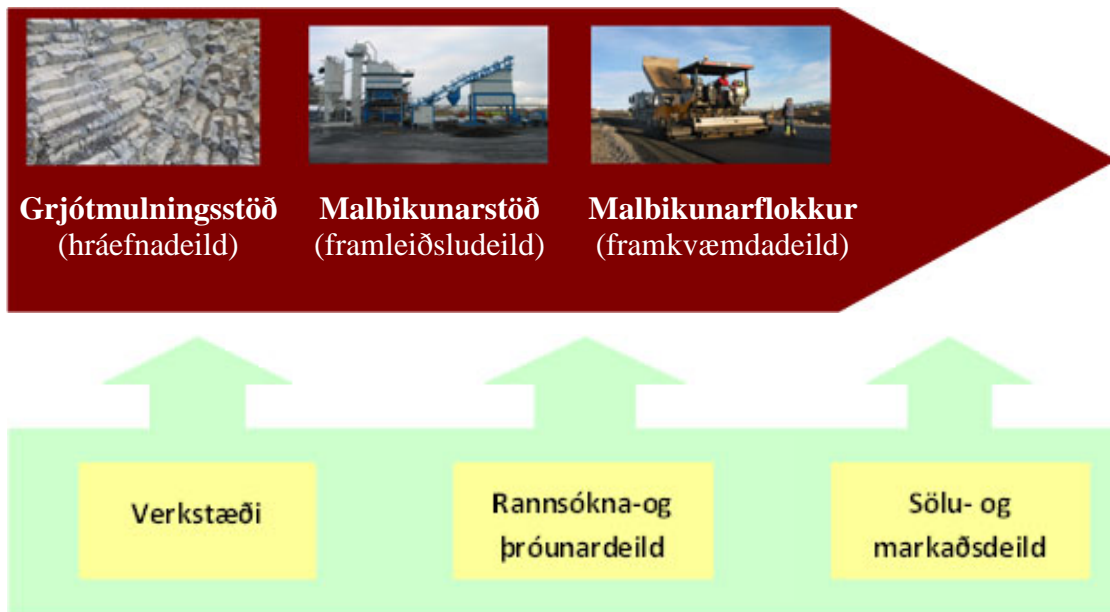 Grjótmulningsstöð
(hráefnadeild)
Malbikunarstöð
(framleiðsludeild)
Malbikunarflokkur
(framkvæmdadeild)
Verkstæði
Rannsókna-og
þróunardeild
Sölu- og
markaðsdeild